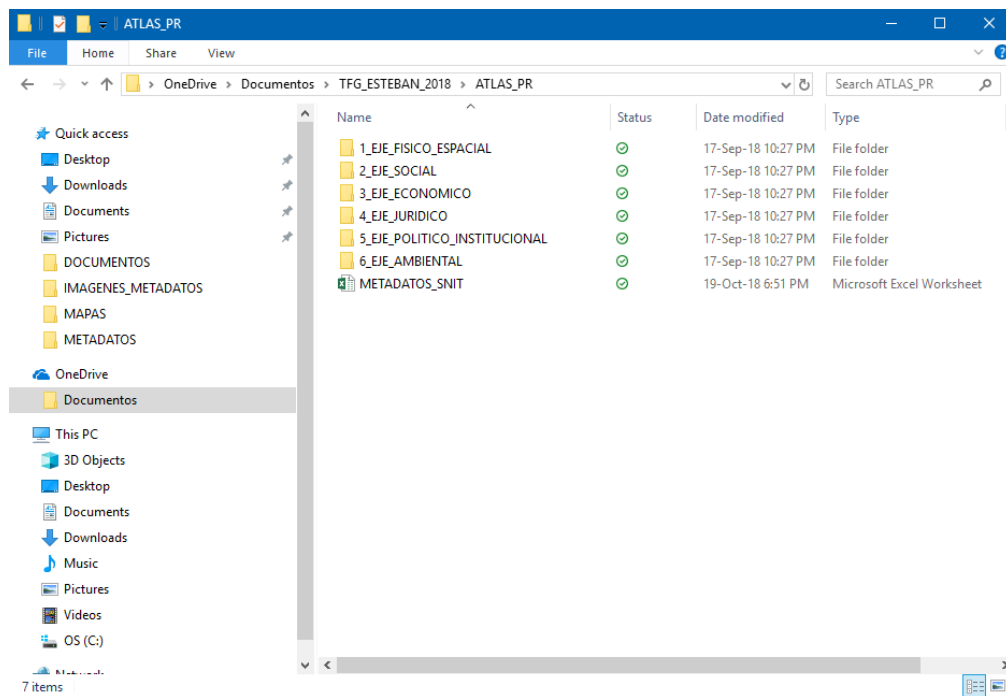 ATLAS_PR
File Home Share View
OneDrive Documentos TFG_ESTEBAN_2018 ATLAS_PR Search ATLAS_PR
Quick access
Desktop
Downloads
Documents
Pictures
DOCUMENTOS
IMAGENES_METADATOS
MAPAS
METADATOS
OneDrive
Documentos
This PC
3D Objects
Desktop
Documents
Downloads
Music
Pictures
Videos
OS (C:)
Name Status Date modified Type
1_EJE_FISICO_ESPACIAL 17-Sep-18 10:27 PM File folder
2_EJE_SOCIAL 17-Sep-18 10:27 PM File folder
3_EJE_ECONOMICO 17-Sep-18 10:27 PM File folder
4_EJE_JURIDICO 17-Sep-18 10:27 PM File folder
5_EJE_POLITICO_INSTITUCIONAL 17-Sep-18 10:27 PM File folder
6_EJE_AMBIENTAL 17-Sep-18 10:27 PM File folder
METADATOS_SNIT 19-Oct-18 6:51 PM Microsoft Excel Worksheet
7 items